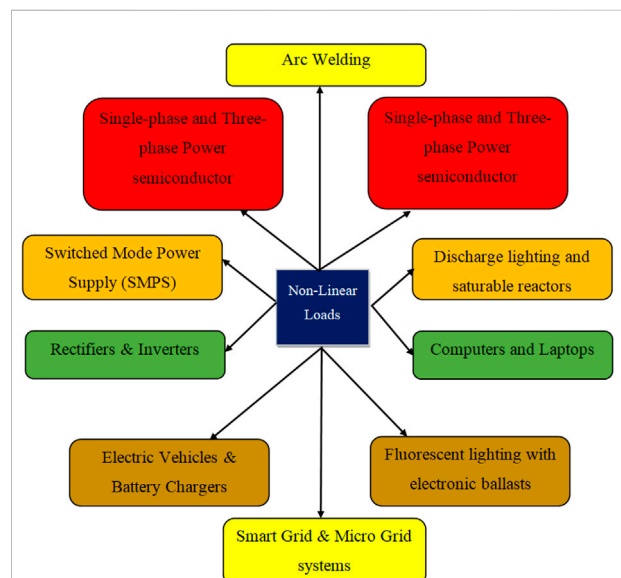 Arc Welding
Single-phase and Three-
phase Power
semiconductor
Single-phase and Three-
phase Power
semiconductor
Switched Mode Power
Supply (SMPS)
Non-Linear
Loads
Discharge lighting and
saturable reactors
Rectifiers & Inverters
Computers and Laptops
Electric Vehicles &
Battery Chargers
Fluorescent lighting with
electronic ballasts
Smart Grid & Micro Grid
systems